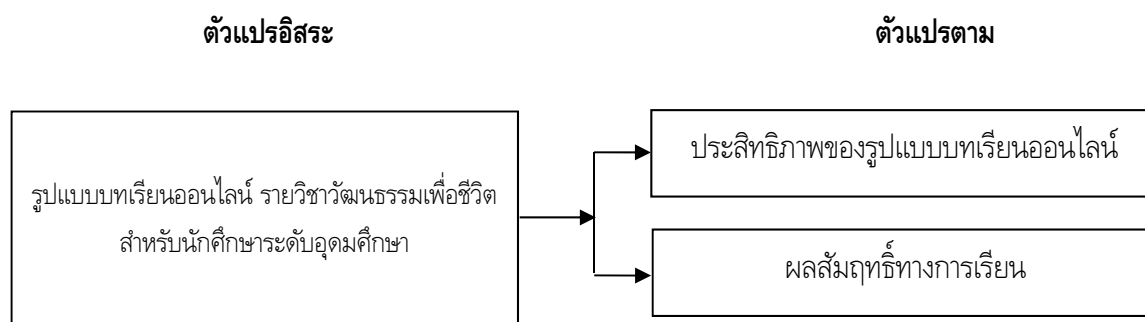 ตัวแปรอิสระ
ตัวแปรตาม
รูปแบบบทเรียนออนไลน์ รายวิชาวัฒนธรรมเพื่อชีวิต
สำหรับนักศึกษาระดับอุดมศึกษา
ประสิทธิภาพของรูปแบบบทเรียนออนไลน์
ผลสัมฤทธิ์ทางการเรียน